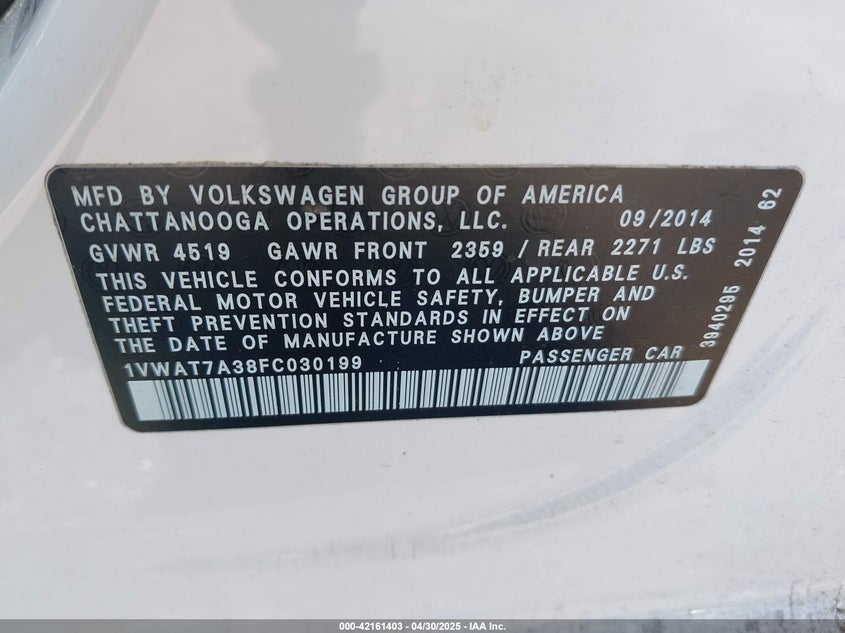 MFD BY VOLKSWAGEN GROUP OF AMERICA
CHATTANOOGA OPERATIONS, LLC. 09/2014
GVWR 4519 GAWR FRONT 2359 / REAR 2271 LBS
THIS VEHICLE CONFORMS TO ALL APPLICABLE U.S.
FEDERAL MOTOR VEHICLE SAFETY, BUMPER AND
THEFT PREVENTION STANDARDS IN EFFECT ON
THE DATE OF MANUFACTURE SHOWN ABOVE
1VWAT7A38FC030199 PASSENGER CAR
3940295 2014 62
000-42161403 - 04/30/2025 - IAA Inc.